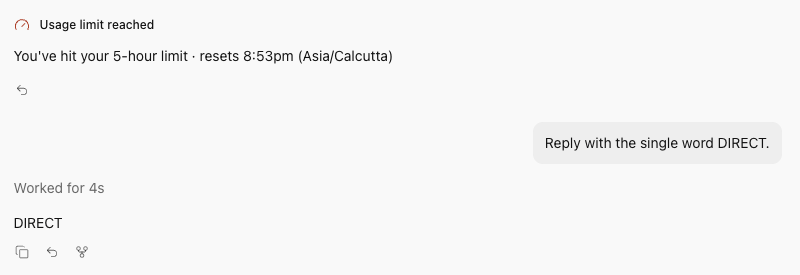 Usage limit reached
You've hit your 5-hour limit · resets 8:53pm (Asia/Calcutta)
Reply with the single word DIRECT.
Worked for 4s
DIRECT